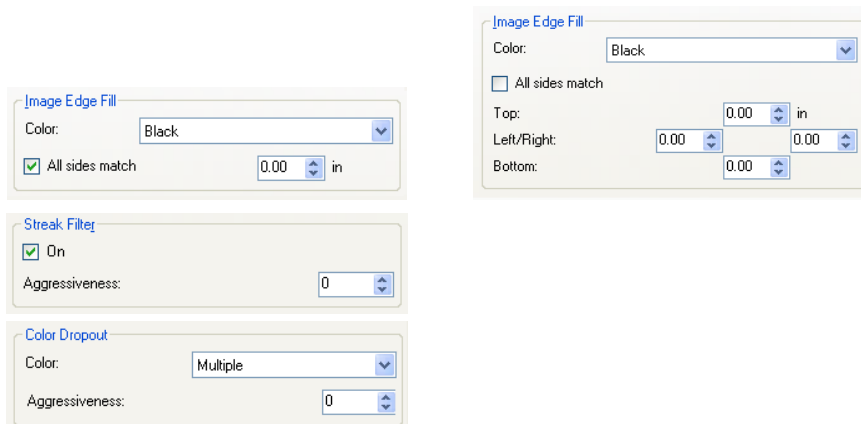 Image Edge Fill
Color: Black
All sides match 0.00 in
Streak Filter
On
Aggressiveness: 0
Color Dropout
Color: Multiple
Aggressiveness: 0
Image Edge Fill
Color: Black
All sides match
Top: 0.00 in
Left/Right: 0.00 0.00
Bottom: 0.00